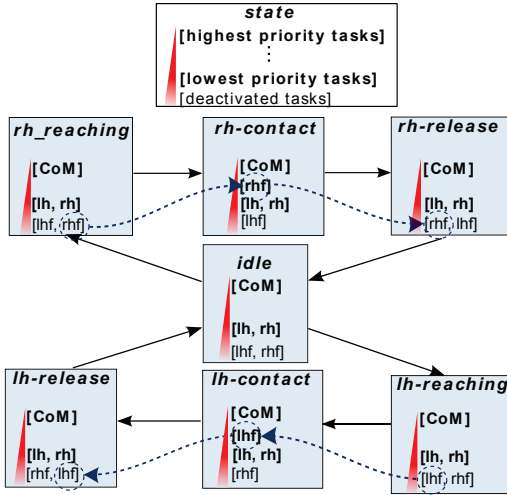 state
[highest priority tasks]
⋮
[lowest priority tasks]
[deactivated tasks]
rh_reaching
[CoM]
[lh, rh]
[lhf, rhf]
rh-contact
[CoM]
[rhf]
[lh, rh]
[lhf]
rh-release
[CoM]
[lh, rh]
[rhf, lhf]
idle
[CoM]
[lh, rh]
[lhf, rhf]
lh-release
[CoM]
[lh, rh]
[rhf, lhf]
lh-contact
[CoM]
[lhf]
[lh, rh]
[rhf]
lh-reaching
[CoM]
[lh, rh]
[lhf, rhf]